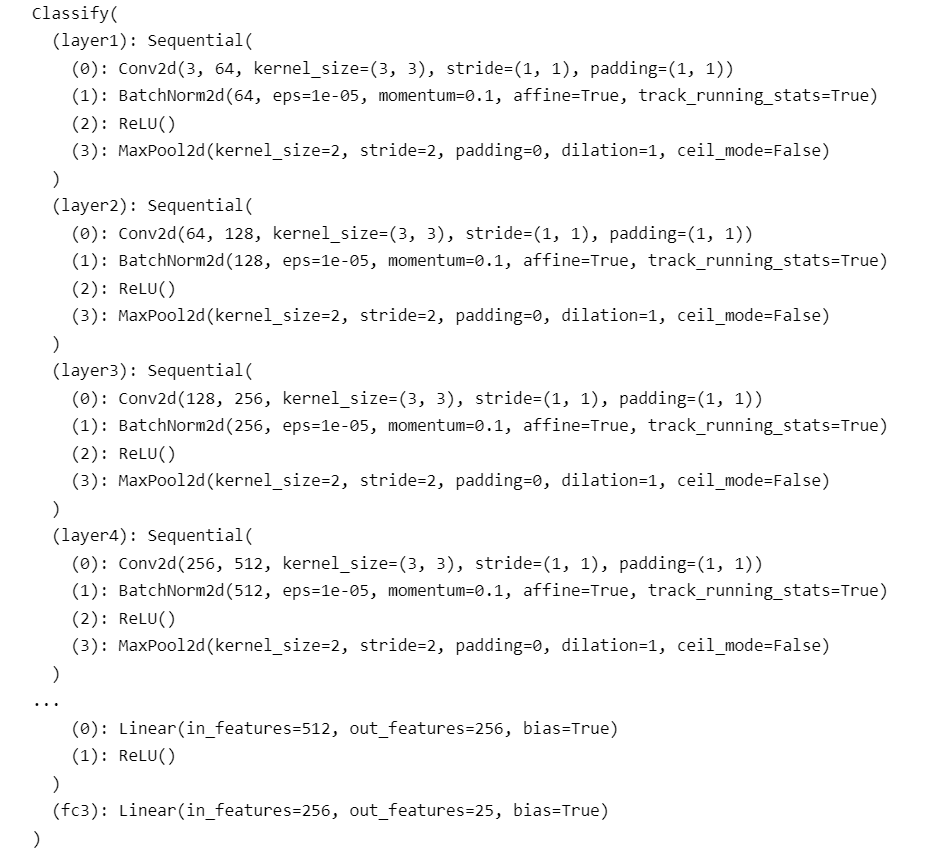 Classify(
(layer1): Sequential(
(0): Conv2d(3, 64, kernel_size=(3, 3), stride=(1, 1), padding=(1, 1))
(1): BatchNorm2d(64, eps=1e-05, momentum=0.1, affine=True, track_running_stats=True)
(2): ReLU()
(3): MaxPool2d(kernel_size=2, stride=2, padding=0, dilation=1, ceil_mode=False)
)
(layer2): Sequential(
(0): Conv2d(64, 128, kernel_size=(3, 3), stride=(1, 1), padding=(1, 1))
(1): BatchNorm2d(128, eps=1e-05, momentum=0.1, affine=True, track_running_stats=True)
(2): ReLU()
(3): MaxPool2d(kernel_size=2, stride=2, padding=0, dilation=1, ceil_mode=False)
)
(layer3): Sequential(
(0): Conv2d(128, 256, kernel_size=(3, 3), stride=(1, 1), padding=(1, 1))
(1): BatchNorm2d(256, eps=1e-05, momentum=0.1, affine=True, track_running_stats=True)
(2): ReLU()
(3): MaxPool2d(kernel_size=2, stride=2, padding=0, dilation=1, ceil_mode=False)
)
(layer4): Sequential(
(0): Conv2d(256, 512, kernel_size=(3, 3), stride=(1, 1), padding=(1, 1))
(1): BatchNorm2d(512, eps=1e-05, momentum=0.1, affine=True, track_running_stats=True)
(2): ReLU()
(3): MaxPool2d(kernel_size=2, stride=2, padding=0, dilation=1, ceil_mode=False)
)
...
(0): Linear(in_features=512, out_features=256, bias=True)
(1): ReLU()
)
(fc3): Linear(in_features=256, out_features=25, bias=True)
)